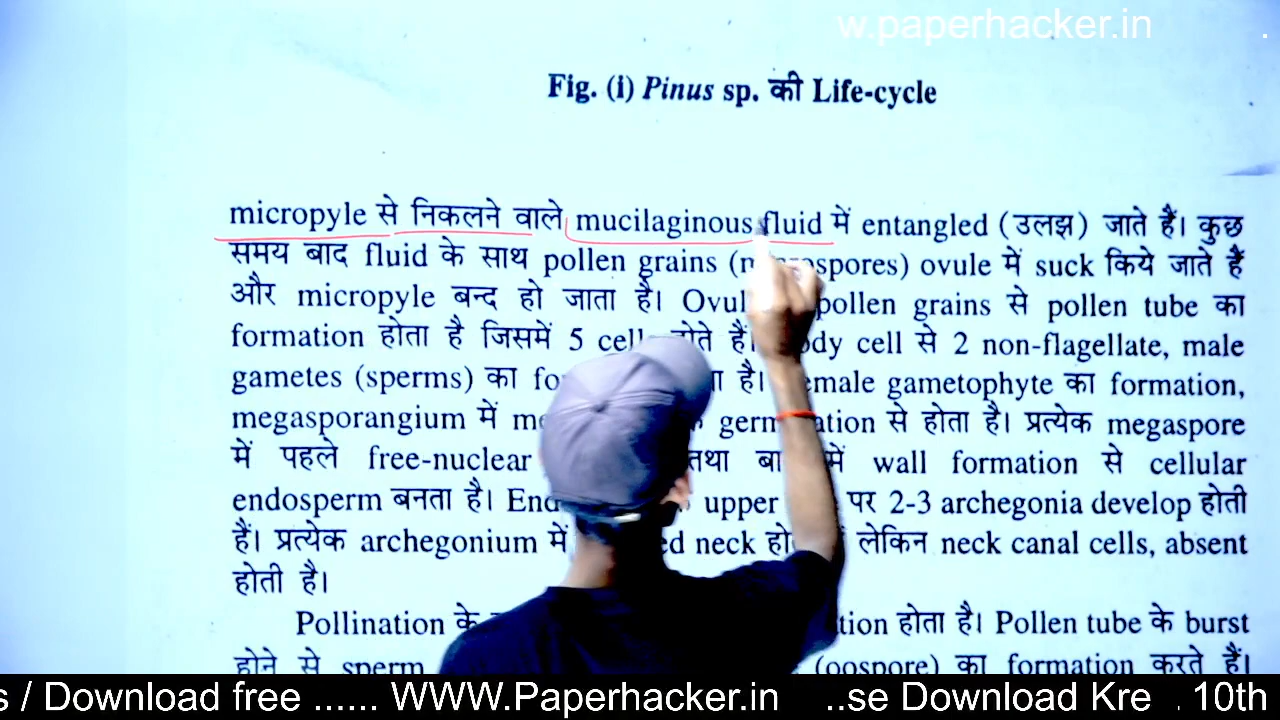 w.paperhacker.in .
Fig. (i) Pinus sp. की Life-cycle
micropyle से निकलने वाले mucilaginous fluid में entangled (उलझ) जाते हैं। कुछ
समय बाद fluid के साथ pollen grains ( spores) ovule में suck किये जाते हैं
और micropyle बन्द हो जाता है। Ovul pollen grains से pollen tube का
formation होता है जिसमें 5 cell होते हैं। dy cell से 2 non-flagellate, male
gametes (sperms) का fo है। emale gametophyte का formation,
megasporangium में me germ ation से होता है। प्रत्येक megaspore
में पहले free-nuclear तथा बा में wall formation से cellular
endosperm बनता है। End upper पर 2-3 archegonia develop होती
हैं। प्रत्येक archegonium में ed neck हो लेकिन neck canal cells, absent
होती है।
Pollination के tion होता है। Pollen tube के burst
होने से sperm (oospore) का formation करते हैं।
s / Download free ...... WWW.Paperhacker.in ..se Download Kre . 10th